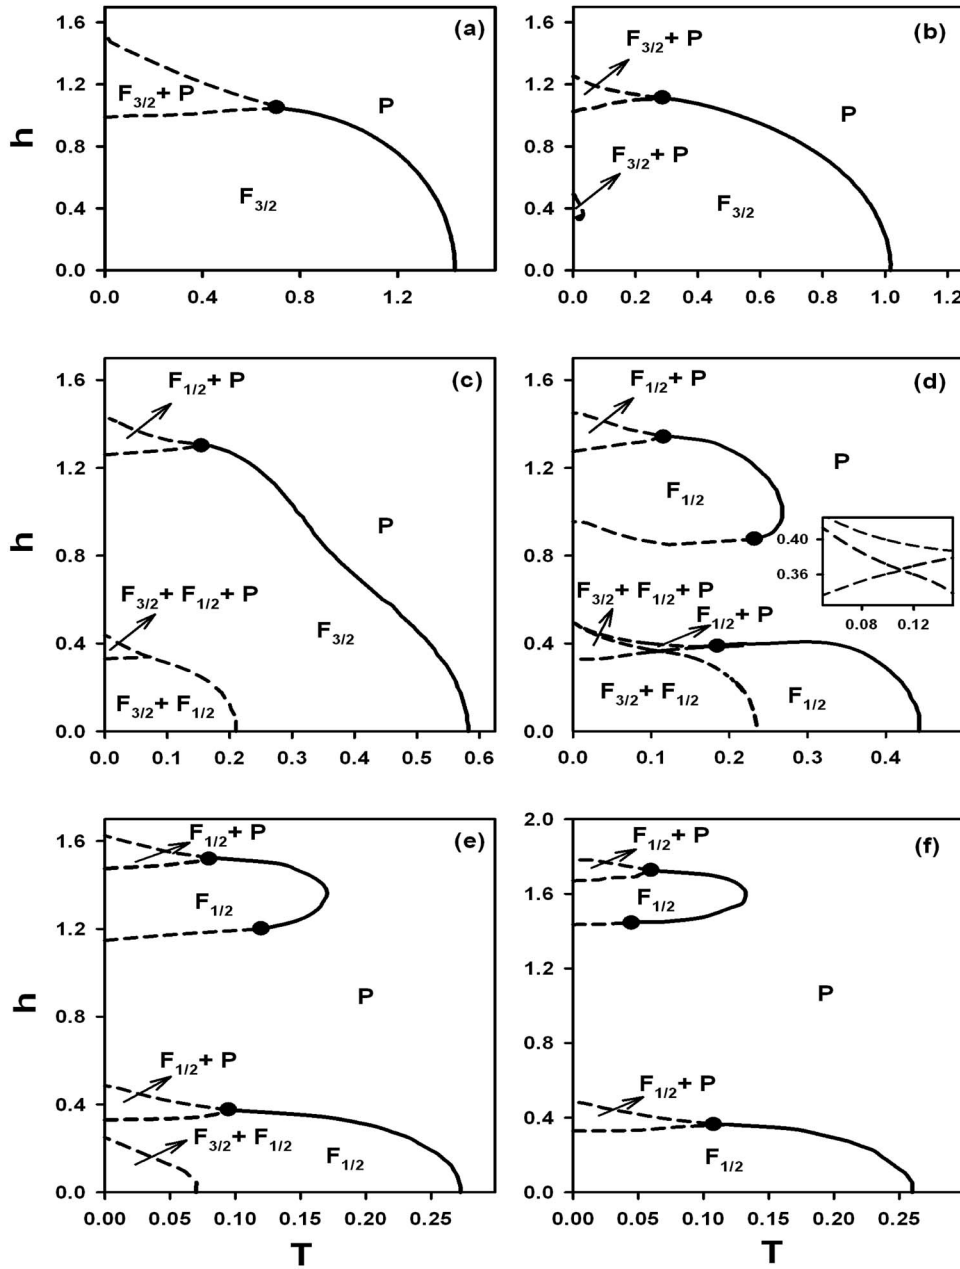 (a)
1.6
1.2
0.8
0.4
0.0
h
F3/2+ P
P
F3/2
0.0 0.4 0.8 1.2
(b)
1.6
1.2
0.8
0.4
0.0
F3/2+ P
P
F3/2+ P
F3/2
0.0 0.2 0.4 0.6 0.8 1.0 1.2
(c)
1.6
1.2
0.8
0.4
0.0
h
F1/2+ P
P
F3/2+ F1/2+ P
F3/2
F3/2+ F1/2
0.0 0.1 0.2 0.3 0.4 0.5 0.6
(d)
1.6
1.2
0.8
0.4
0.0
F1/2+ P
P
F1/2
0.40
0.36
0.08 0.12
F3/2+ F1/2+ P
F1/2+ P
F3/2+ F1/2
F1/2
0.0 0.1 0.2 0.3 0.4
(e)
1.6
1.2
0.8
0.4
0.0
h
F1/2+ P
F1/2
P
F1/2+ P
F3/2+ F1/2
F1/2
0.00 0.05 0.10 0.15 0.20 0.25
T
(f)
2.0
1.6
1.2
0.8
0.4
0.0
F1/2+ P
F1/2
P
F1/2+ P
F1/2
0.00 0.05 0.10 0.15 0.20 0.25
T